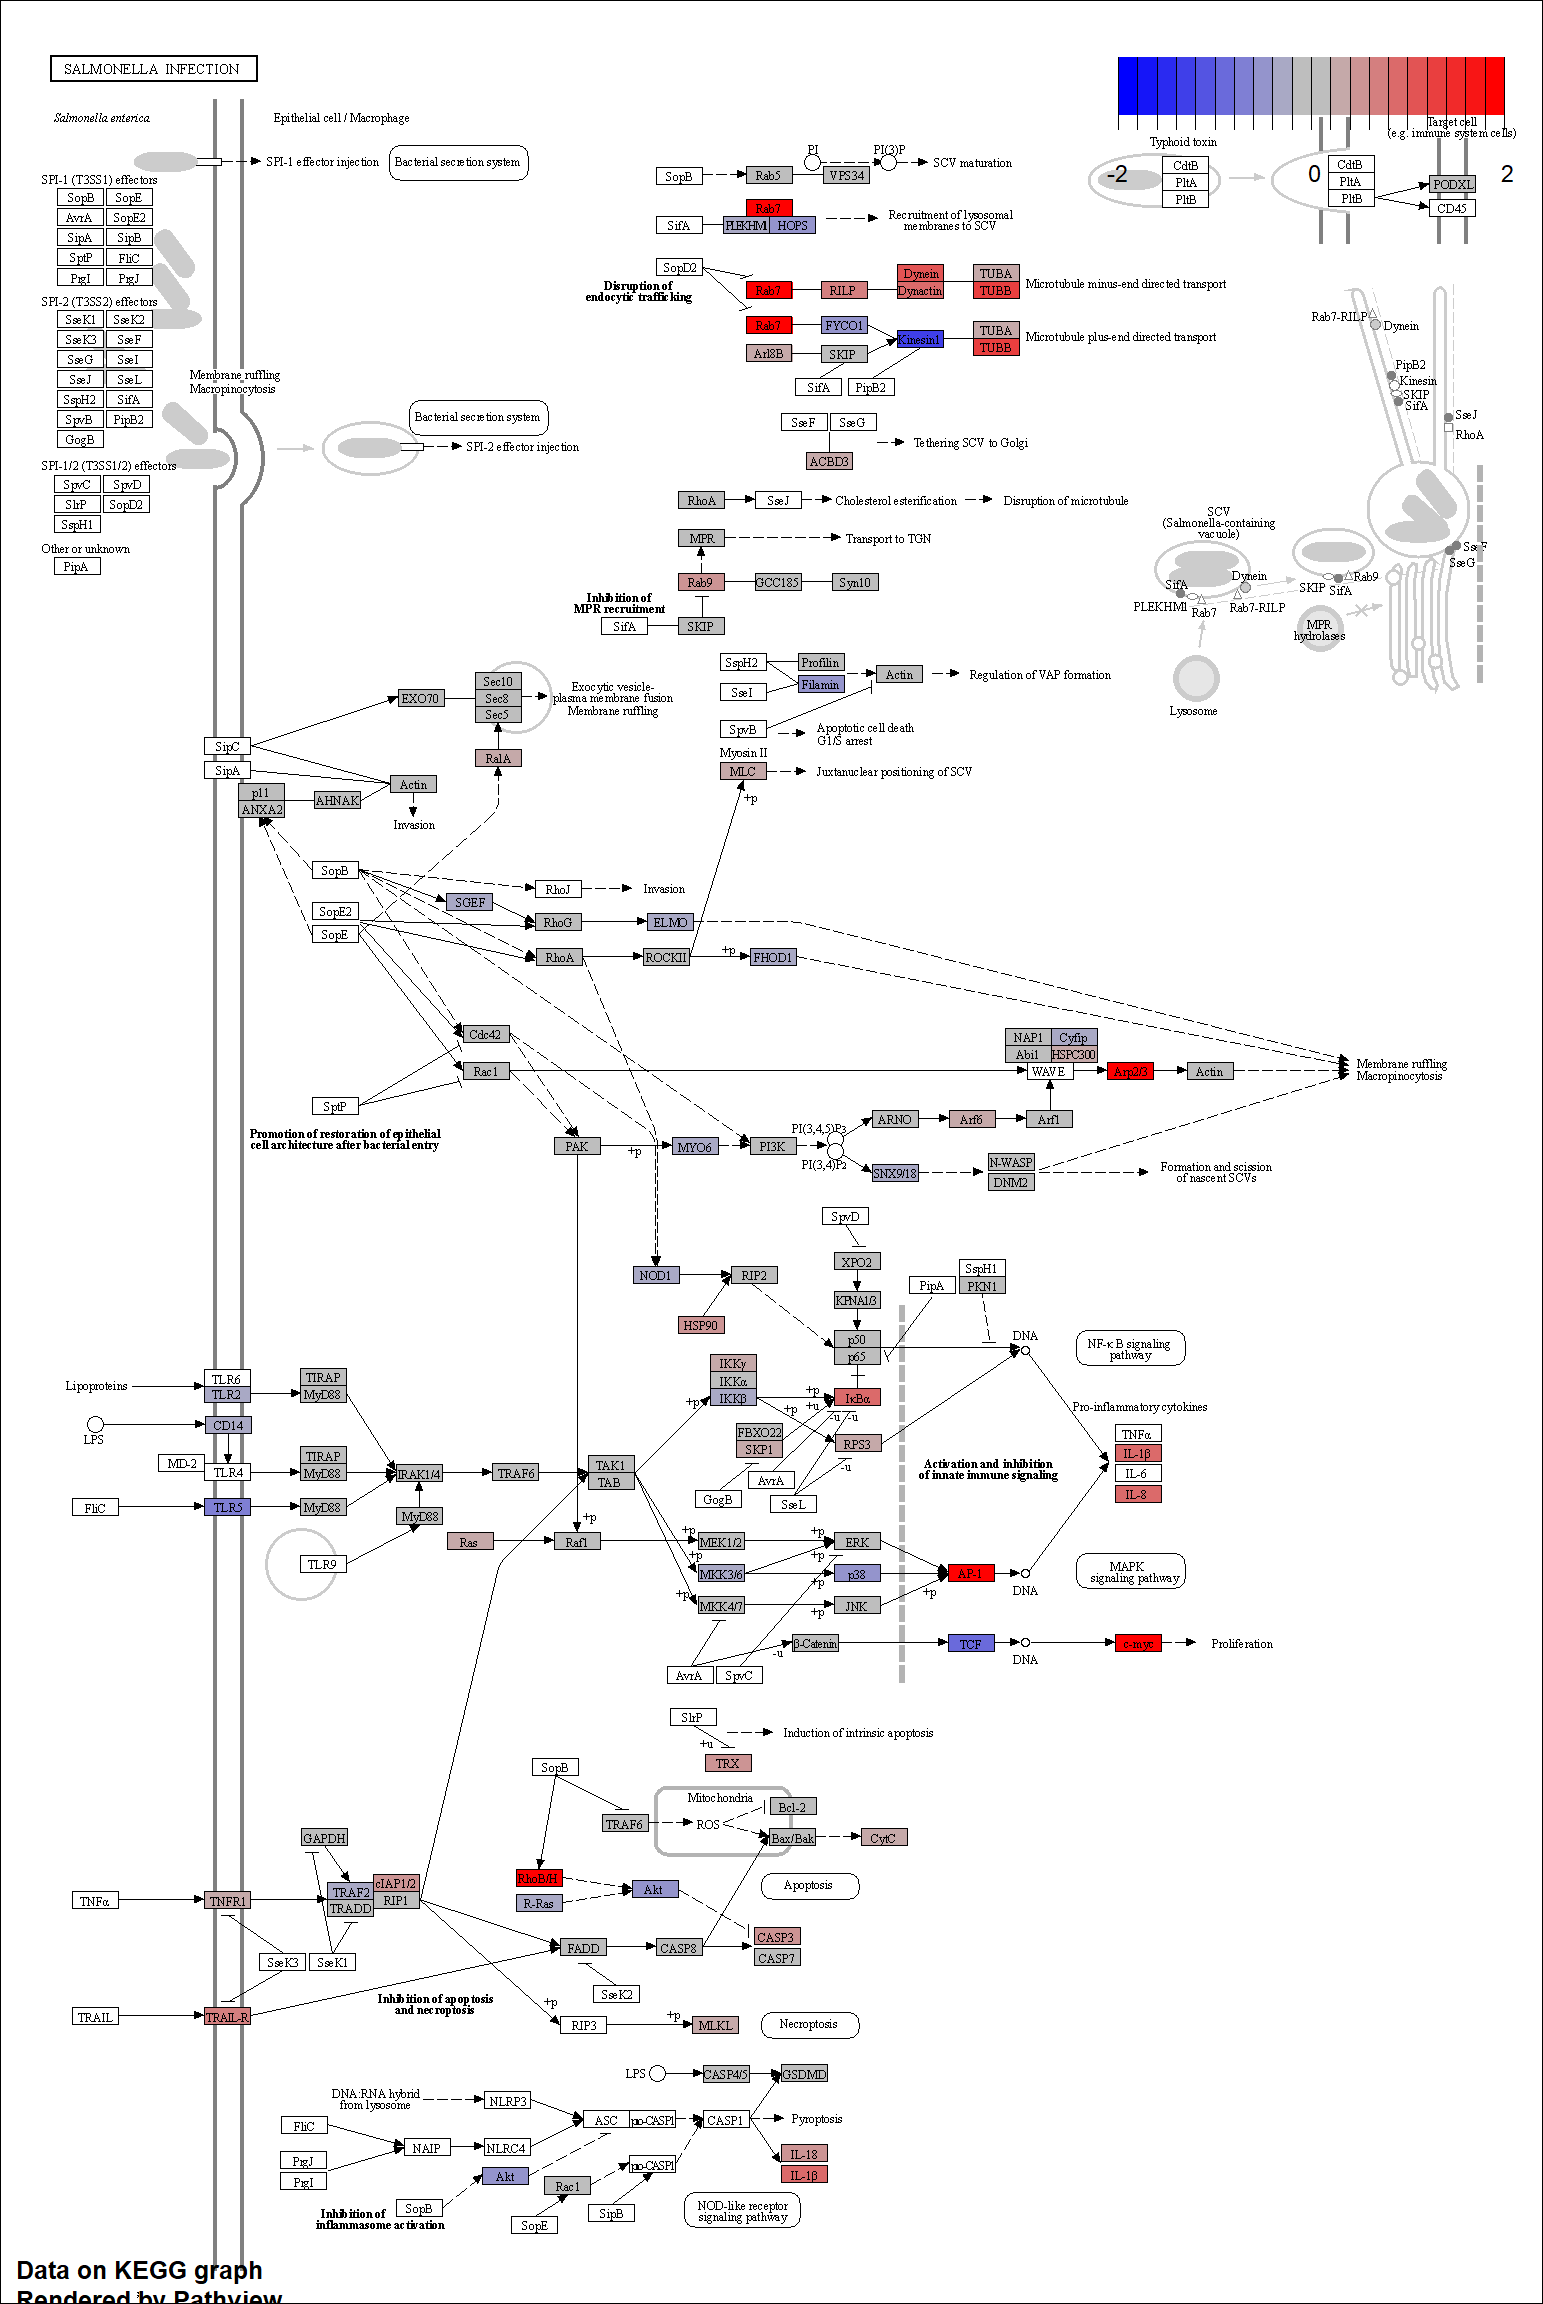 SALMONELLA INFECTION
Salmonella enterica
Epithelial cell / Macrophage
SPI-1 effector injection
Bacterial secretion system
SPI-1 (T3SS1) effectors
SopB SopE
AvrA SopE2
SipA SipB
SptP FliC
PrgI PrgJ
SPI-2 (T3SS2) effectors
SseK1 SseK2
SseK3 SseF
SseG SseI
SseJ SseL
SspH2 SifA
SpvB PipB2
GogB
SPI-1/2 (T3SS1/2) effectors
SpvC SpvD
SlrP SopD2
SspH1
Other or unknown
PipA
Membrane ruffling
Macropinocytosis
Bacterial secretion system
SPI-2 effector injection
-2 0 2
Typhoid toxin
CdtB
PltA
PltB
CdtB
PltA
PltB
Target cell
(e.g. immune system cells)
PODXL
CD45
SopB Rab5 VPS34
PI PI(3)P
SCV maturation
Rab7
SifA PLEKHM1 HOPS
Recruitment of lysosomal
membranes to SCV
SopD2
Disruption of
endocytic trafficking
Rab7 RILP
Dynein
Dynactin
TUBA
TUBB
Microtubule minus-end directed transport
Rab7 FYCO1
Arl8B SKIP
Kinesin1
TUBA
TUBB
Microtubule plus-end directed transport
SifA PipB2
SseF SseG
ACBD3
Tethering SCV to Golgi
RhoA SseJ Cholesterol esterification Disruption of microtubule
MPR Transport to TGN
Rab9 GCC185 Syn10
Inhibition of
MPR recruitment
SifA SKIP
Rab7-RILP
Dynein
PipB2
Kinesin
SKIP
SifA
SseJ
RhoA
SCV
(Salmonella-containing
vacuole)
SseF
SseG
SifA
Dynein
PLEKHM1
Rab7
Rab7-RILP
SKIP SifA
Rab9
MPR
hydrolases
Lysosome
SspH2 Profilin
SseI Filamin
Actin
Regulation of VAP formation
SpvB
Apoptotic cell death
G1/S arrest
Myosin II
MLC
Juxtanuclear positioning of SCV
+p
EXO70
Sec10
Sec8
Sec5
Exocytic vesicle-
plasma membrane fusion
Membrane ruffling
RalA
SipC
SipA
p11
ANXA2
AHNAK
Actin
Invasion
SopB
SopE2
SopE
SGEF
RhoJ Invasion
RhoG ELMO
RhoA ROCKII +p FHOD1
Cdc42
Rac1
SptP
NAP1 Cyfip
Abi1 HSPC300
WAVE Arp2/3 Actin
Membrane ruffling
Macropinocytosis
Promotion of restoration of epithelial
cell architecture after bacterial entry
PAK +p MYO6 PI3K
PI(3,4,5)P3
PI(3,4)P2
ARNO Arf6 Arf1
SNX9/18
N-WASP
DNM2
Formation and scission
of nascent SCVs
SpvD
XPO2
KPNA1/3
p50
p65
NOD1 RIP2
HSP90
PipA
SspH1
PKN1
DNA
NF-κB signaling
pathway
Lipoproteins
TLR6
TLR2
TIRAP
MyD88
LPS
CD14
MD-2
TLR4
TIRAP
MyD88
FliC TLR5 MyD88
IRAK1/4
MyD88
TLR9
TRAF6
TAK1
TAB
IKKγ
IKKα
IKKβ
+p
+p
+u
IκBα
-u -u
+p
FBXO22
SKP1
RPS3
-u
AvrA
GogB
SseL
Activation and inhibition
of innate immune signaling
Pro-inflammatory cytokines
TNFα
IL-1β
IL-6
IL-8
Ras Raf1
+p
+p MEK1/2 +p ERK
+p MKK3/6 +p p38
+p
+p MKK4/7 +p JNK
+p
AP-1
DNA
MAPK
signaling pathway
AvrA SpvC
-u β-Catenin
TCF
DNA
c-myc
Proliferation
SlrP
+u
TRX
Induction of intrinsic apoptosis
SopB
Mitochondria
TRAF6 ROS
Bcl-2
Bax/Bak
CytC
RhoB/H
R-Ras
Akt
Apoptosis
GAPDH
TNFα TNFR1
TRAF2
TRADD
cIAP1/2
RIP1
SseK3 SseK1
FADD CASP8
CASP3
CASP7
SseK2
TRAIL TRAIL-R
Inhibition of apoptosis
and necroptosis
+p
RIP3 +p MLKL
Necroptosis
LPS CASP4/5 GSDMD
DNA:RNA hybrid
from lysosome
NLRP3
FliC
NAIP NLRC4
PrgJ
PrgI
ASC pro-CASP1 CASP1 Pyroptosis
pro-CASP1
IL-18
IL-1β
Akt
Rac1
SopB
SopE
SipB
Inhibition of
inflammasome activation
NOD-like receptor
signaling pathway
Data on KEGG graph
Rendered by Pathview